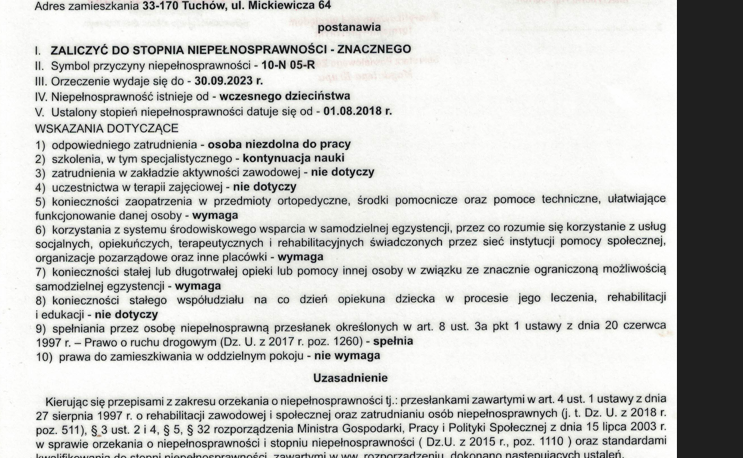 Adres zamieszkania 33-170 Tuchów, ul. Mickiewicza 64
postanawia
I. ZALICZYĆ DO STOPNIA NIEPEŁNOSPRAWNOŚCI - ZNACZNEGO
II. Symbol przyczyny niepełnosprawności - 10-N 05-R
III. Orzeczenie wydaje się do - 30.09.2023 r.
IV. Niepełnosprawność istnieje od - wczesnego dzieciństwa
V. Ustalony stopień niepełnosprawności datuje się od - 01.08.2018 r.
WSKAZANIA DOTYCZĄCE
1) odpowiedniego zatrudnienia - osoba niezdolna do pracy
2) szkolenia, w tym specjalistycznego - kontynuacja nauki
3) zatrudnienia w zakładzie aktywności zawodowej - nie dotyczy
4) uczestnictwa w terapii zajęciowej - nie dotyczy
5) konieczności zaopatrzenia w przedmioty ortopedyczne, środki pomocnicze oraz pomoce techniczne, ułatwiające
funkcjonowanie danej osoby - wymaga
6) korzystania z systemu środowiskowego wsparcia w samodzielnej egzystencji, przez co rozumie się korzystanie z usług
socjalnych, opiekuńczych, terapeutycznych i rehabilitacyjnych świadczonych przez sieć instytucji pomocy społecznej,
organizacje pozarządowe oraz inne placówki - wymaga
7) konieczności stałej lub długotrwałej opieki lub pomocy innej osoby w związku ze znacznie ograniczoną możliwością
samodzielnej egzystencji - wymaga
8) konieczności stałego współudziału na co dzień opiekuna dziecka w procesie jego leczenia, rehabilitacji
i edukacji - nie dotyczy
9) spełniania przez osobę niepełnosprawną przesłanek określonych w art. 8 ust. 3a pkt 1 ustawy z dnia 20 czerwca
1997 r. – Prawo o ruchu drogowym (Dz. U. z 2017 r. poz. 1260) - spełnia
10) prawa do zamieszkiwania w oddzielnym pokoju - nie wymaga
Uzasadnienie
Kierując się przepisami z zakresu orzekania o niepełnosprawności tj.: przesłankami zawartymi w art. 4 ust. 1 ustawy z dnia
27 sierpnia 1997 r. o rehabilitacji zawodowej i społecznej oraz zatrudnianiu osób niepełnosprawnych (j. t. Dz. U. z 2018 r.
poz. 511), § 3 ust. 2 i 4, § 5, § 32 rozporządzenia Ministra Gospodarki, Pracy i Polityki Społecznej z dnia 15 lipca 2003 r.
w sprawie orzekania o niepełnosprawności i stopniu niepełnosprawności ( Dz.U. z 2015 r., poz. 1110 ) oraz standardami
kwalifikowania do stopni niepełnosprawności, zawartymi w ww. rozporządzeniu, dokonano następujących ustaleń.